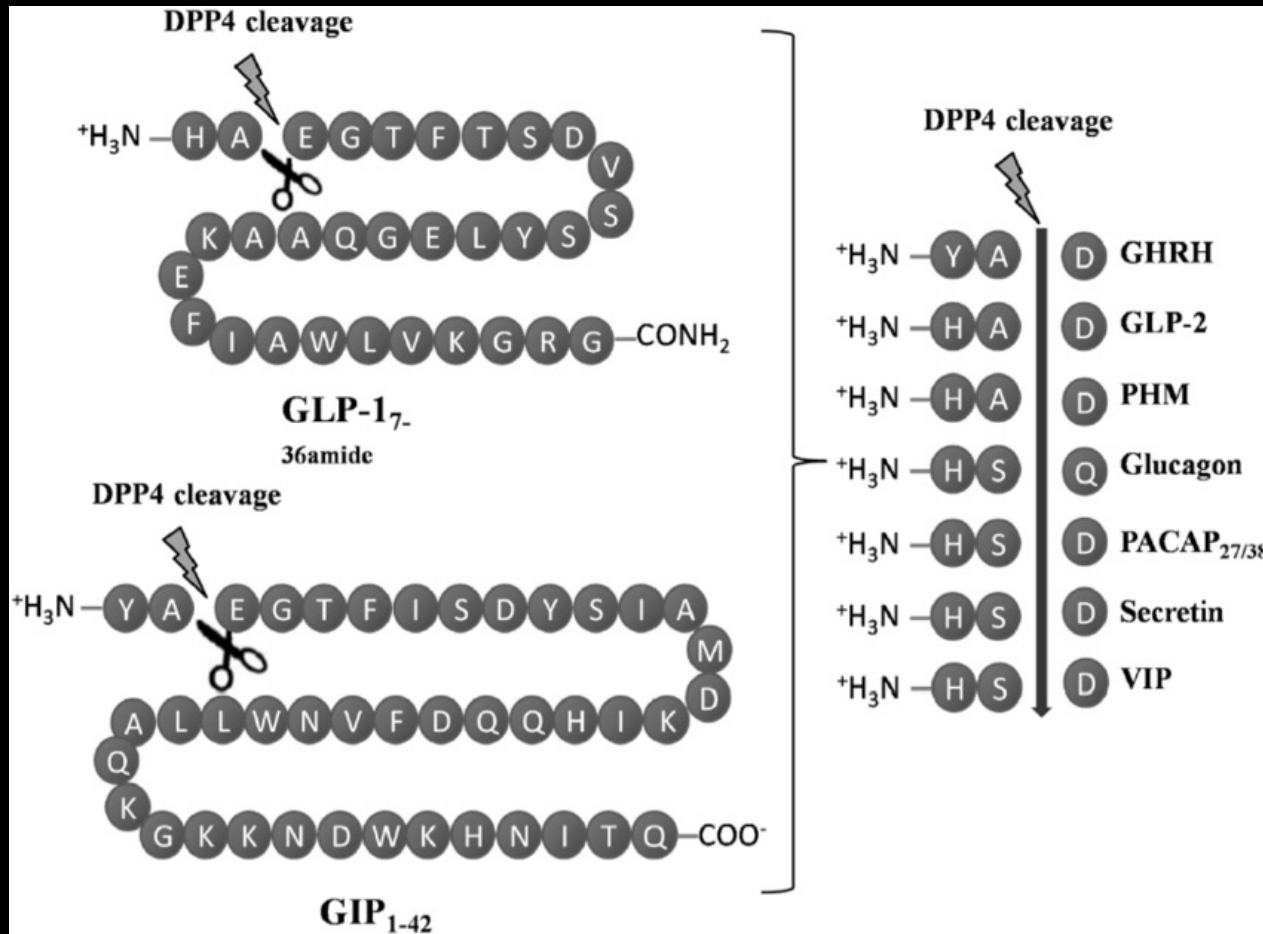 DPP4 cleavage
⁺H₃N – H A E G T F T S D
V
S
K A A Q G E L Y S
E
F
I A W L V K G R G –CONH₂
GLP-1₇₋
36amide
DPP4 cleavage
⁺H₃N – Y A E G T F I S D Y S I A
M
D
A L L W N V F D Q Q H I K
Q
K
G K K N D W K H N I T Q –COO⁻
GIP₁₋₄₂
DPP4 cleavage
⁺H₃N – Y A D GHRH
⁺H₃N – H A D GLP-2
⁺H₃N – H A D PHM
⁺H₃N – H S Q Glucagon
⁺H₃N – H S D PACAP₂₇/₃₈
⁺H₃N – H S D Secretin
⁺H₃N – H S D VIP